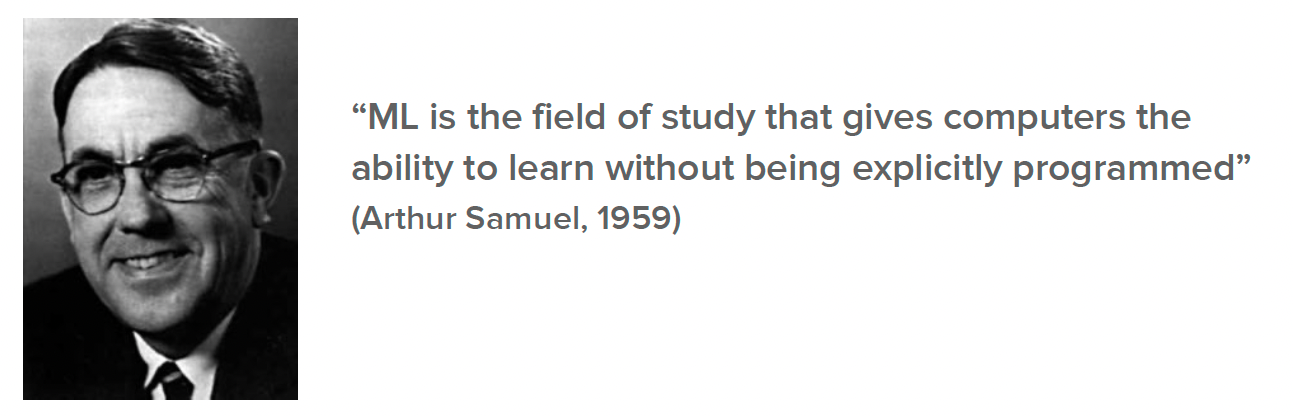 “ML is the field of study that gives computers the
ability to learn without being explicitly programmed”
(Arthur Samuel, 1959)